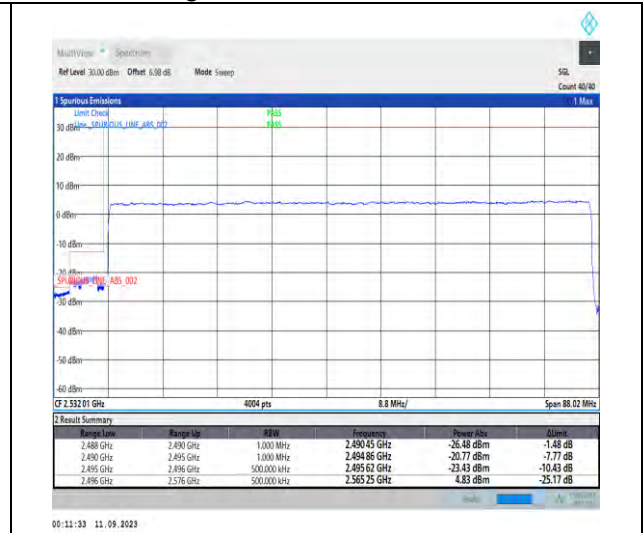 MultiView Spectrum
Ref Level 30.00 dBm Offset 6.98 dB Mode Sweep SGL
Count 40/40
1 Spurious Emissions 1 Max
Limit Check PASS
30 dBm Line _SPURIOUS_LINE_ABS_002 PASS
20 dBm
10 dBm
0 dBm
-10 dBm
-20 dBm
_SPURIOUS_LINE_ABS_002
-30 dBm
-40 dBm
-50 dBm
-60 dBm
CF 2.53201 GHz 4004 pts 8.8 MHz/ Span 88.02 MHz
2 Result Summary
Range Low Range Up RBW Frequency Power Abs ΔLimit
2.488 GHz 2.490 GHz 1.000 MHz 2.490 45 GHz -26.48 dBm -1.48 dB
2.490 GHz 2.495 GHz 1.000 MHz 2.494 86 GHz -20.77 dBm -7.77 dB
2.495 GHz 2.496 GHz 500.000 kHz 2.495 62 GHz -23.43 dBm -10.43 dB
2.496 GHz 2.576 GHz 500.000 kHz 2.565 25 GHz 4.83 dBm -25.17 dB
00:11:33 11.09.2023